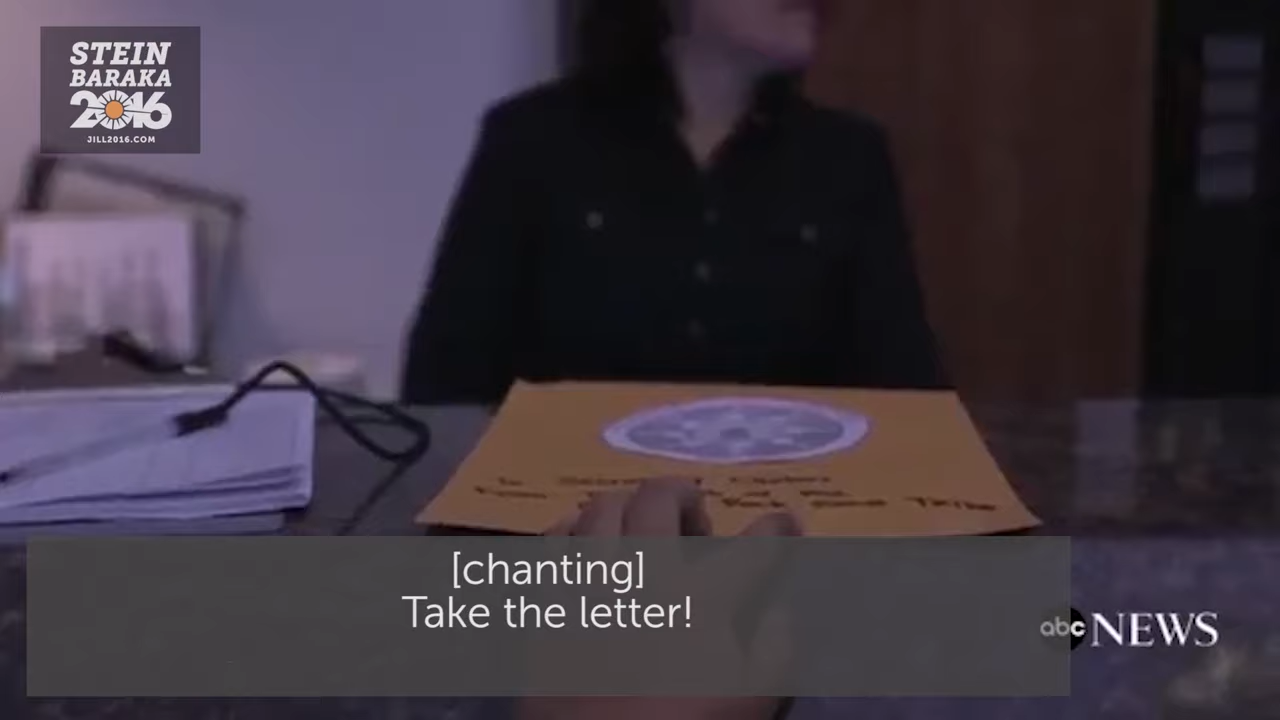 STEIN
BARAKA
2016
JILL2016.COM
[chanting]
Take the letter!
abc NEWS